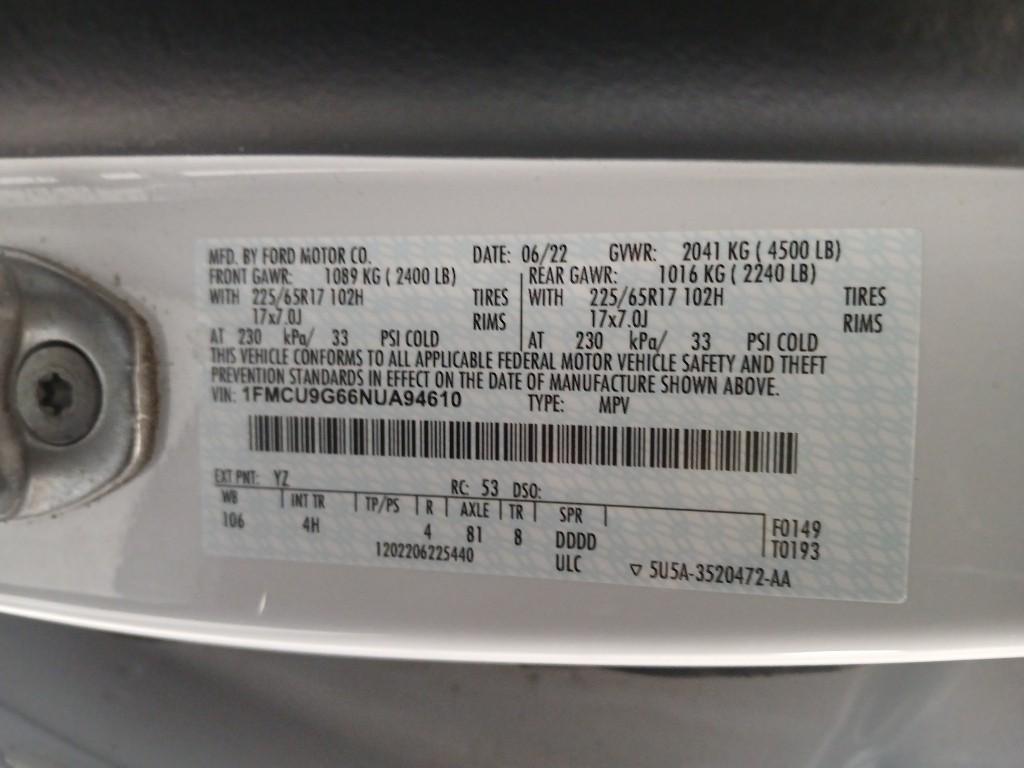 MFD. BY FORD MOTOR CO. DATE: 06/22 GVWR: 2041 KG ( 4500 LB)
FRONT GAWR: 1089 KG ( 2400 LB) REAR GAWR: 1016 KG ( 2240 LB)
WITH 225/65R17 102H TIRES WITH 225/65R17 102H TIRES
17x7.0J RIMS 17x7.0J RIMS
AT 230 kPa/ 33 PSI COLD AT 230 kPa/ 33 PSI COLD
THIS VEHICLE CONFORMS TO ALL APPLICABLE FEDERAL MOTOR VEHICLE SAFETY AND THEFT
PREVENTION STANDARDS IN EFFECT ON THE DATE OF MANUFACTURE SHOWN ABOVE.
VIN: 1FMCU9G66NUA94610 TYPE: MPV
EXT PNT: YZ RC: 53 DSO:
WB INT TR TP/PS R AXLE TR SPR F0149
106 4H 4 81 8 DDDD T0193
1202206225440 ULC ▽ 5U5A-3520472-AA